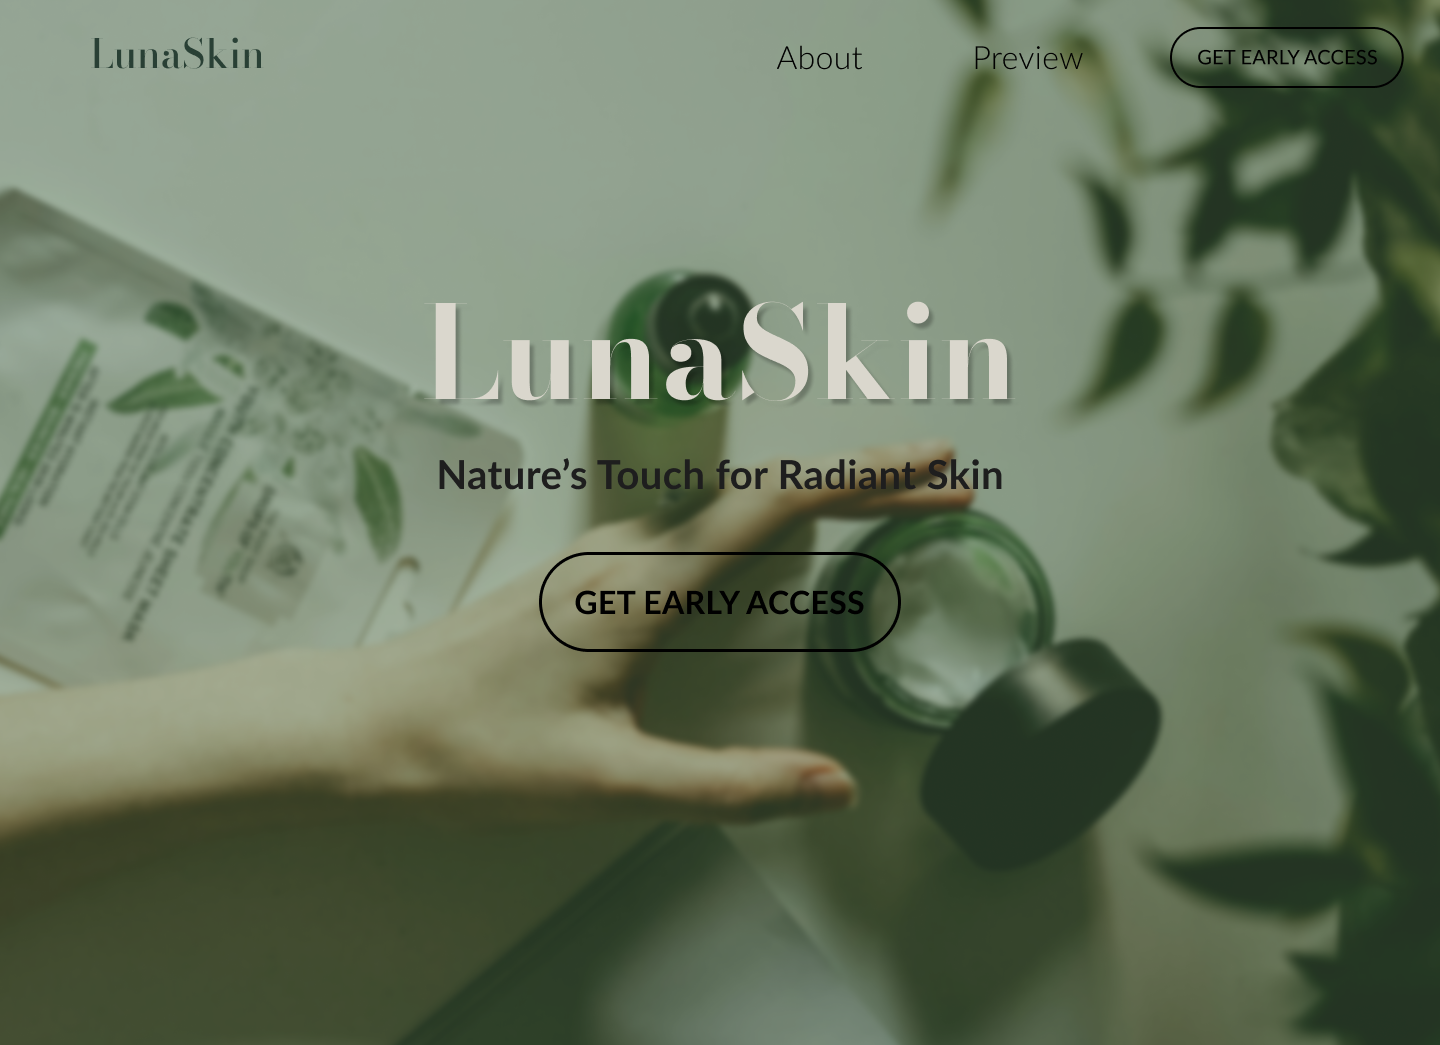 LunaSkin
About
Preview
GET EARLY ACCESS
LunaSkin
Nature’s Touch for Radiant Skin
GET EARLY ACCESS